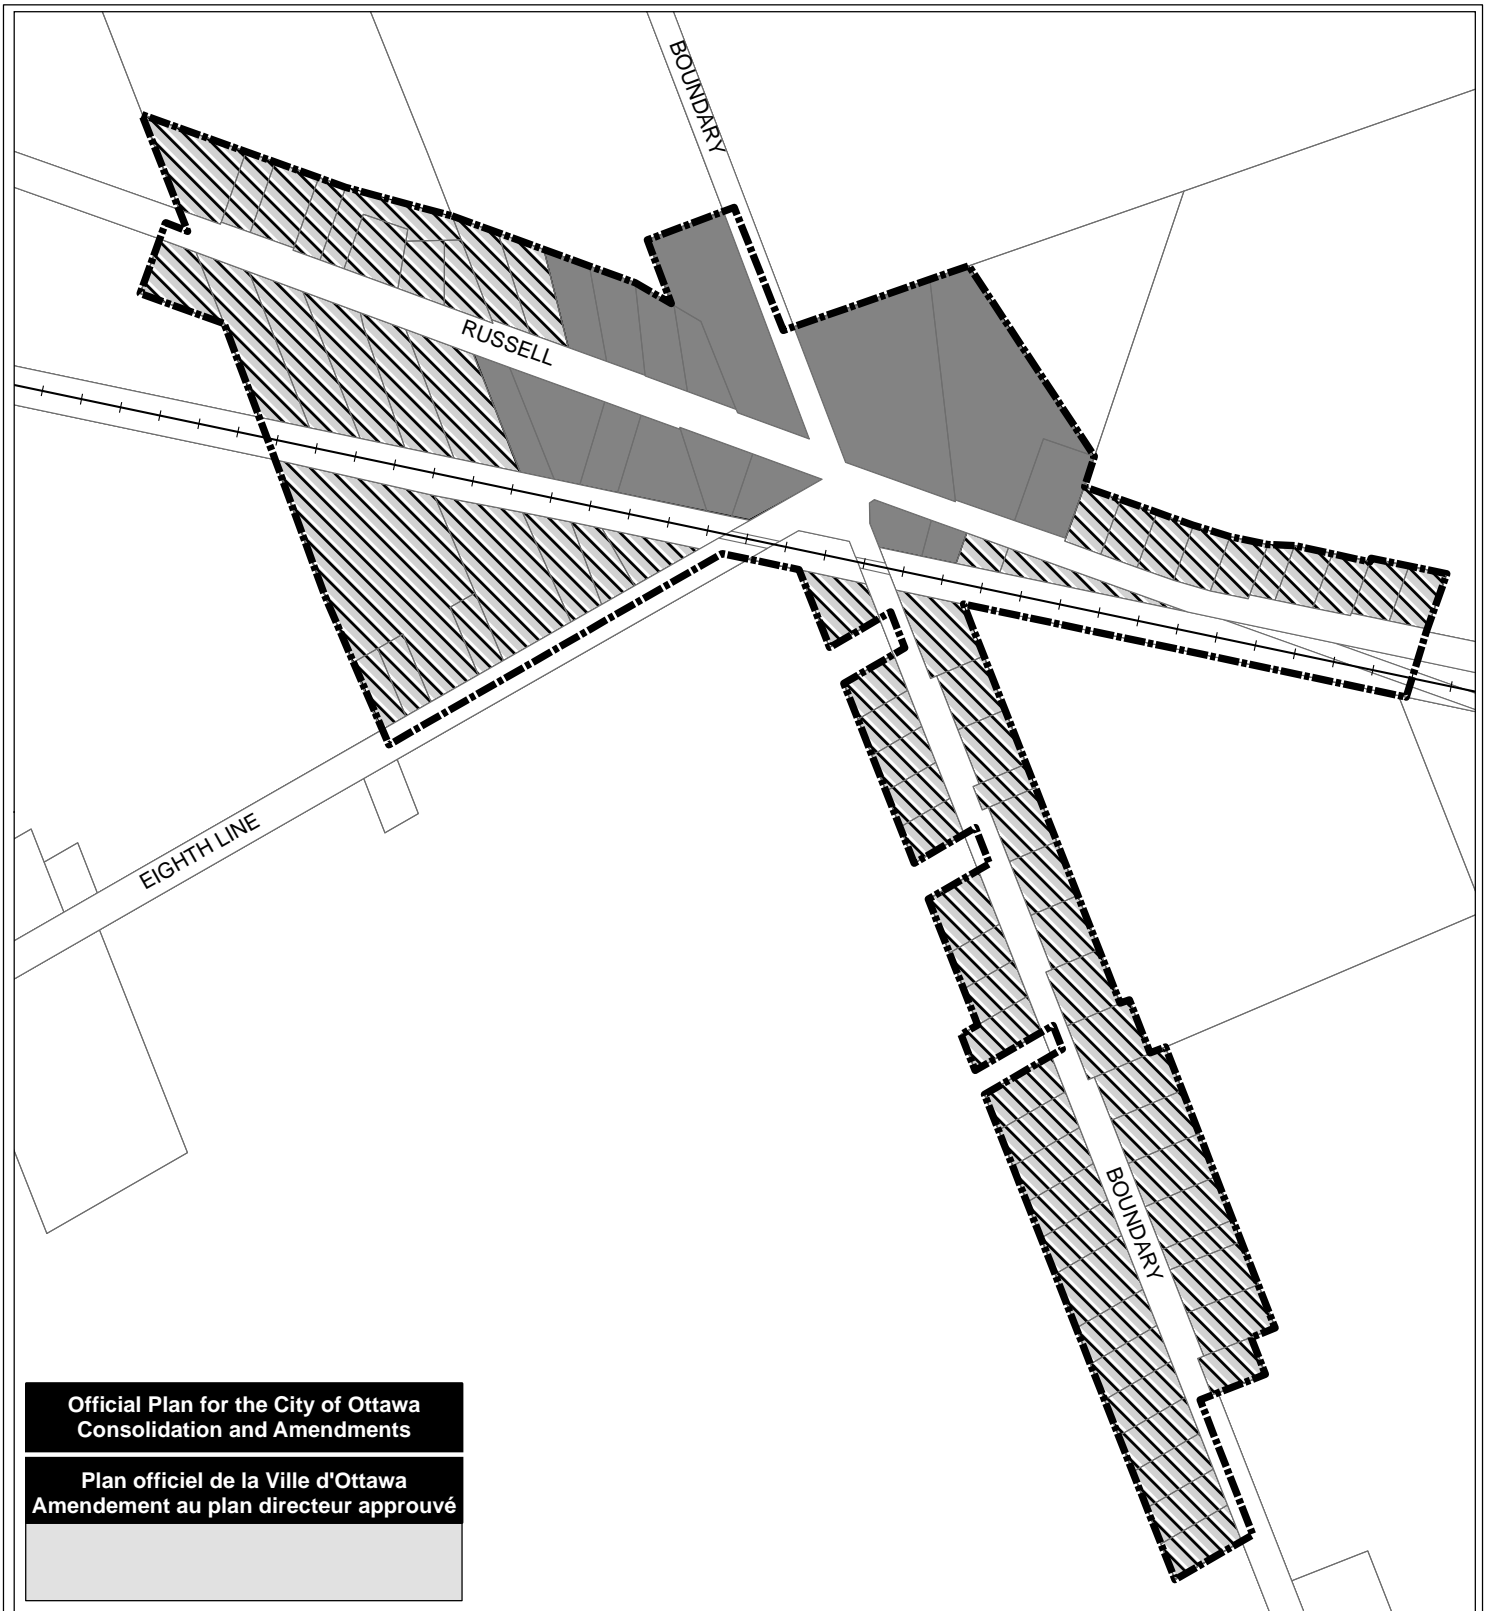 BOUNDARY
RUSSELL
EIGHTH LINE
BOUNDARY
Official Plan for the City of Ottawa
Consolidation and Amendments
Plan officiel de la Ville d'Ottawa
Amendement au plan directeur approuvé